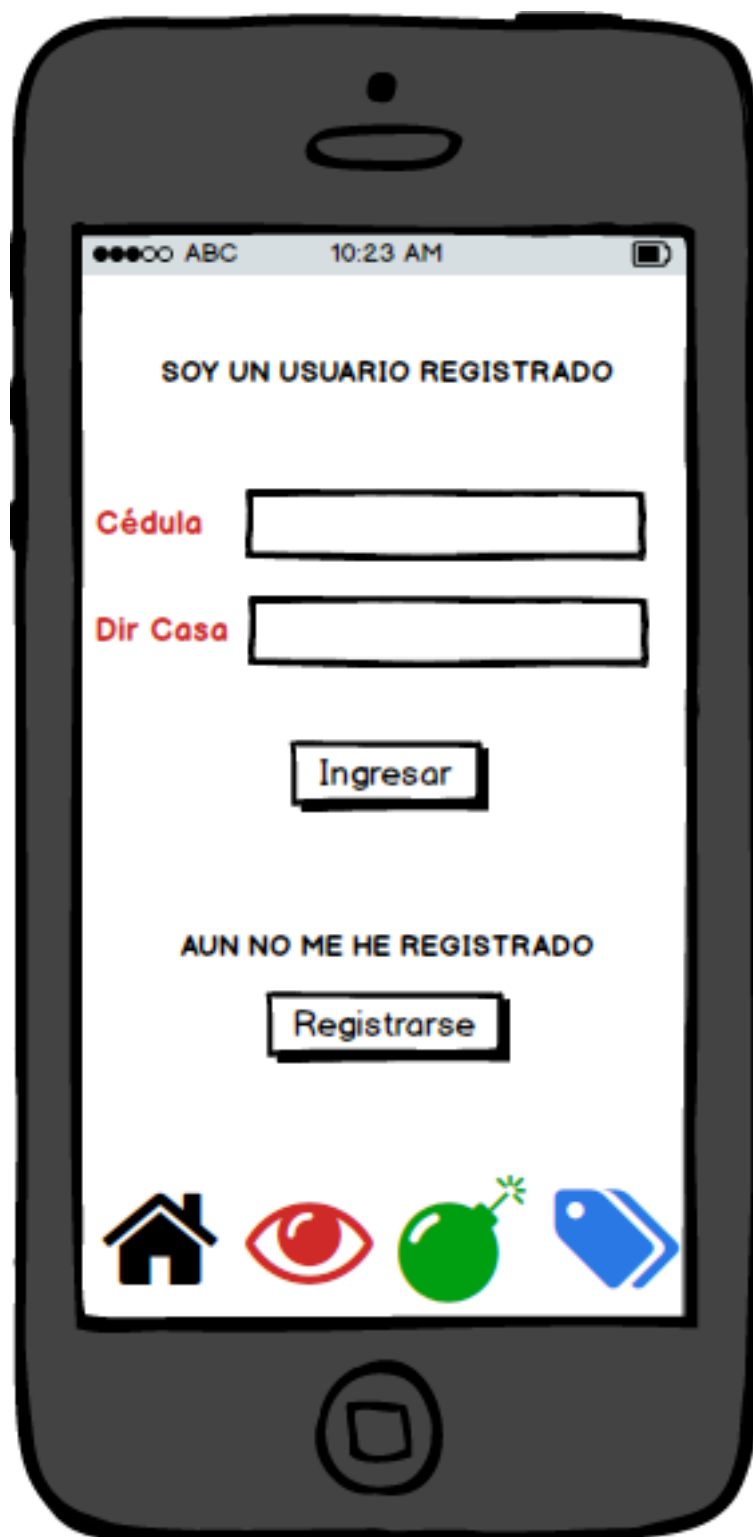 ABC 10:23 AM
SOY UN USUARIO REGISTRADO
Cédula
Dir Casa
Ingresar
AUN NO ME HE REGISTRADO
Registrarse